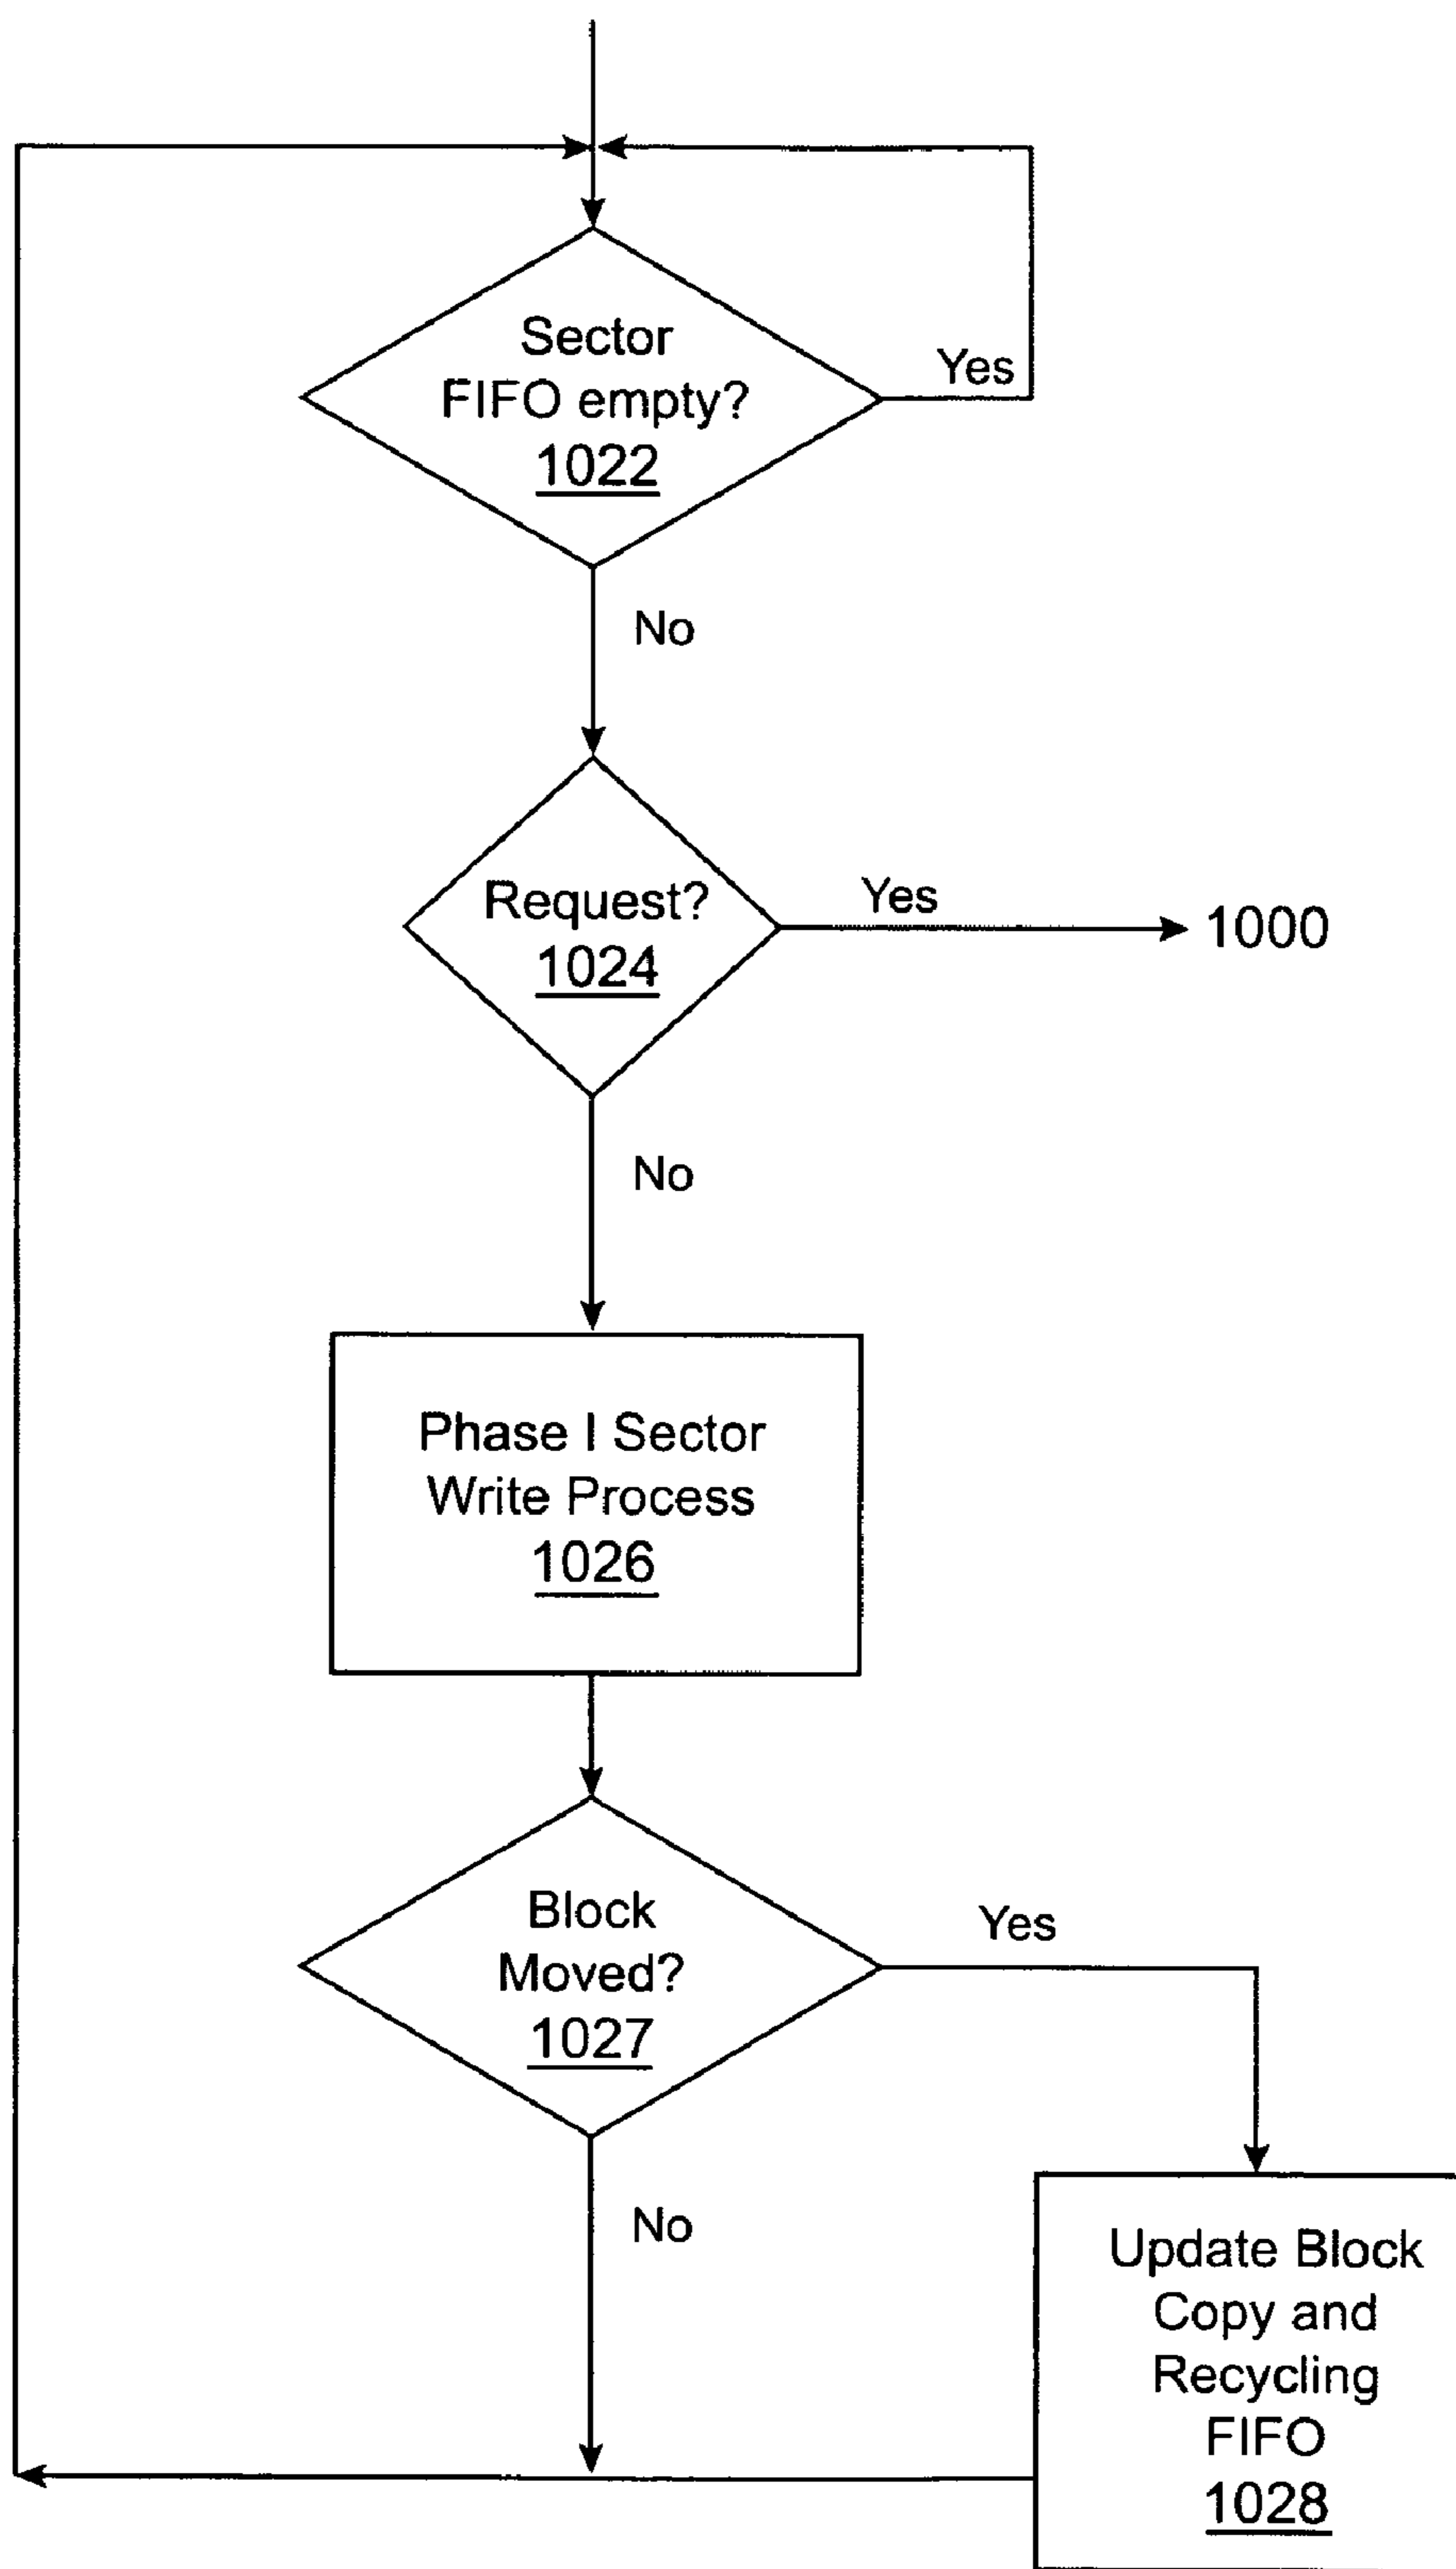 Sector
FIFO empty?
1022
Yes
No
Request?
1024
Yes
1000
No
Phase I Sector
Write Process
1026
Block
Moved?
1027
Yes
No
Update Block
Copy and
Recycling
FIFO
1028